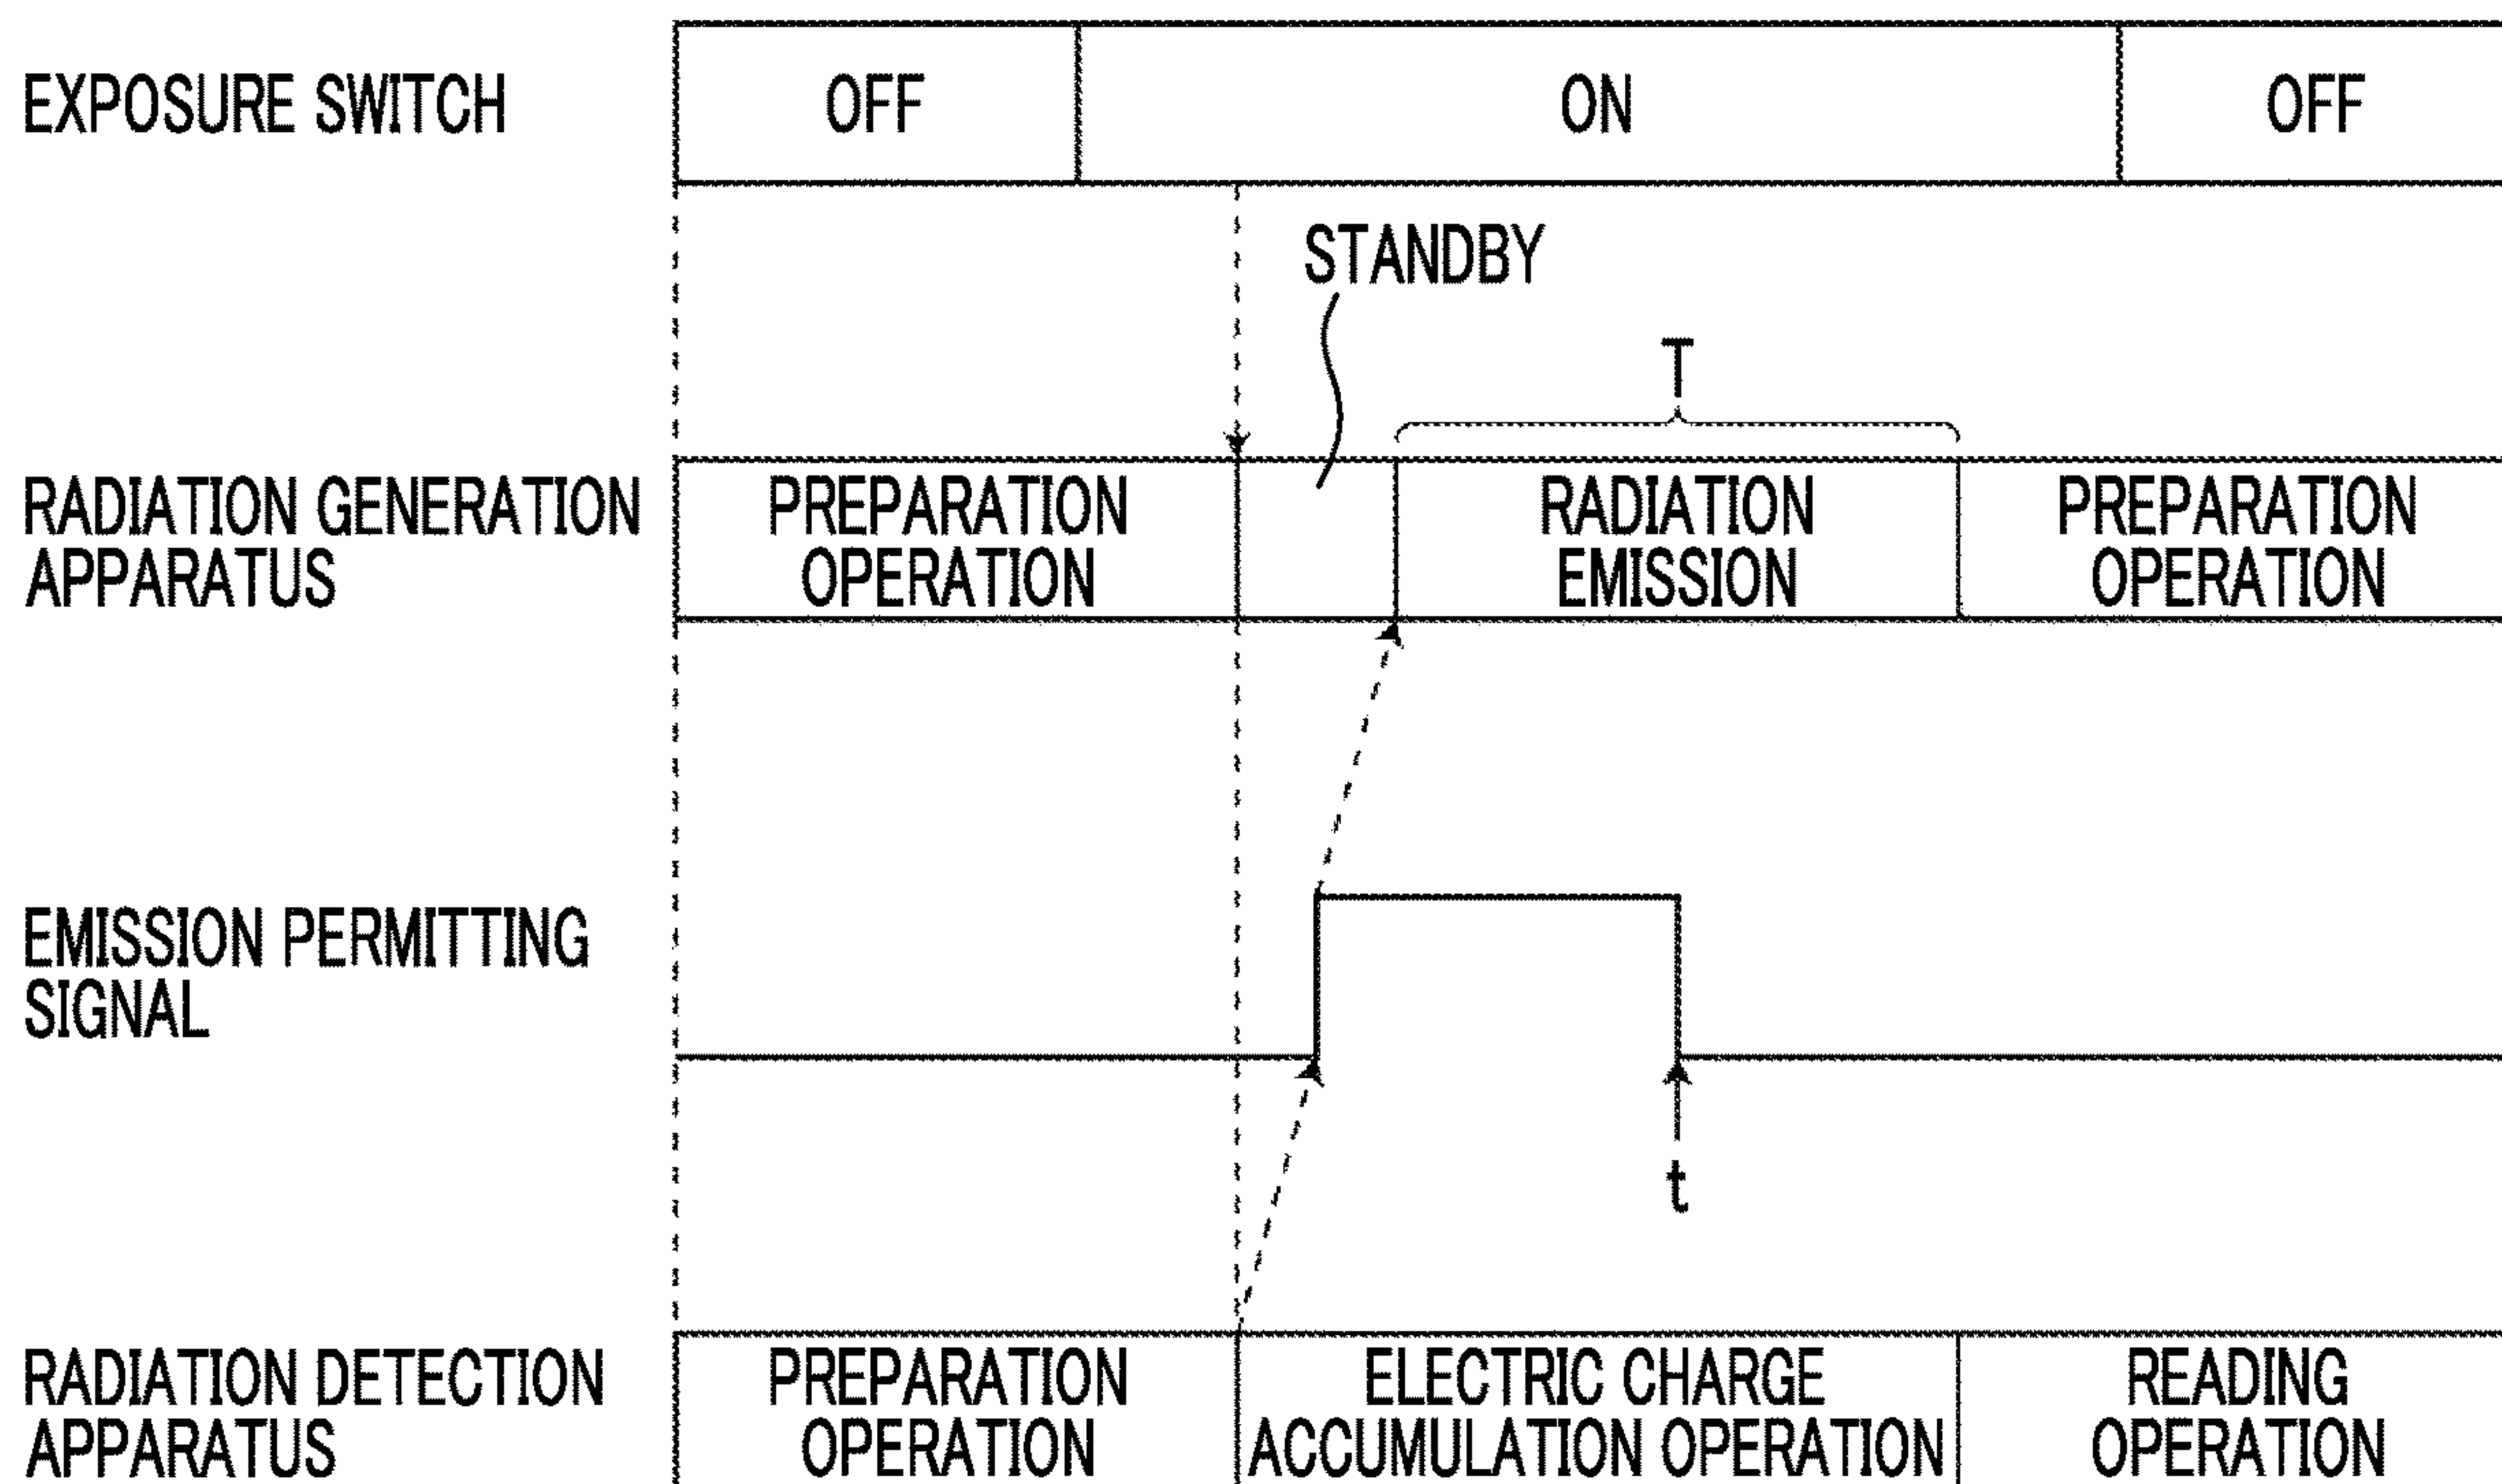 EXPOSURE SWITCH
OFF
ON
OFF
STANDBY
T
RADIATION GENERATION
APPARATUS
PREPARATION
OPERATION
RADIATION
EMISSION
PREPARATION
OPERATION
EMISSION PERMITTING
SIGNAL
t
RADIATION DETECTION
APPARATUS
PREPARATION
OPERATION
ELECTRIC CHARGE
ACCUMULATION OPERATION
READING
OPERATION